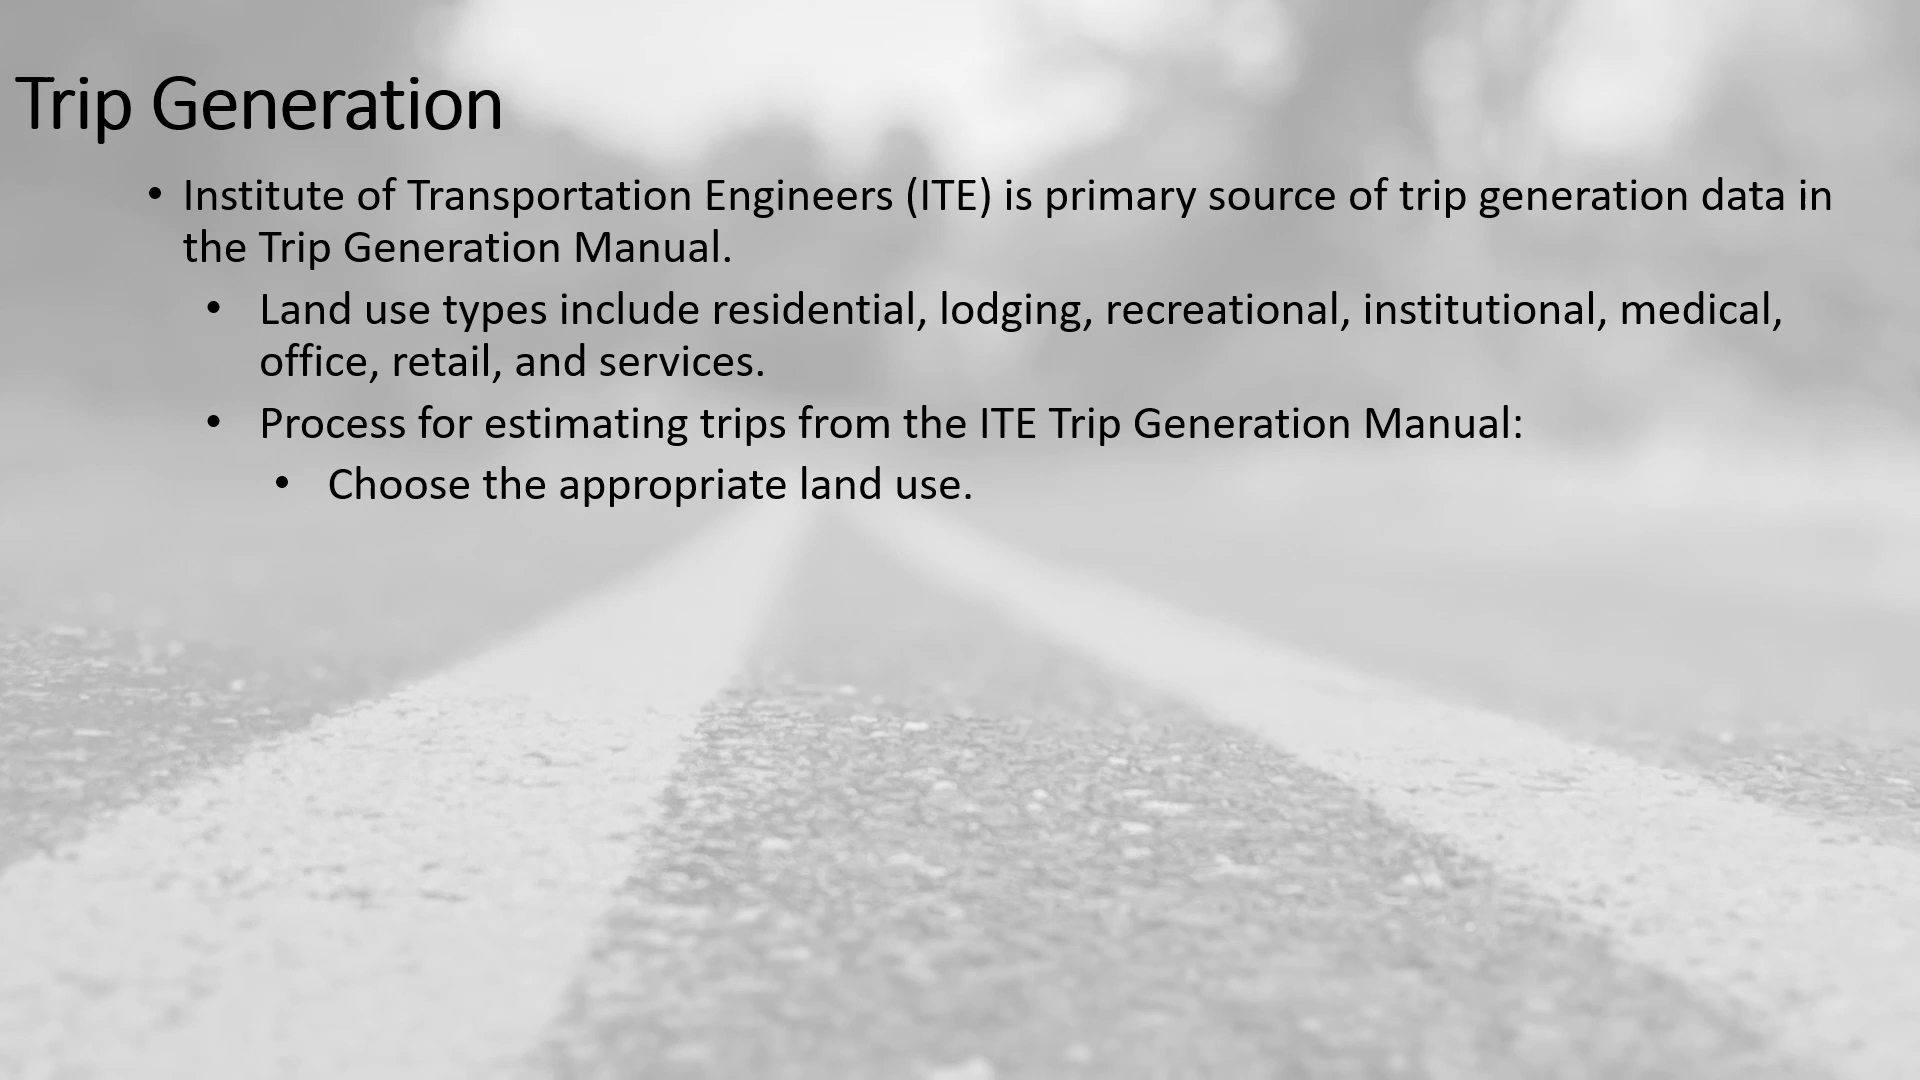 Trip Generation
• Institute of Transportation Engineers (ITE) is primary source of trip generation data in
the Trip Generation Manual.
• Land use types include residential, lodging, recreational, institutional, medical,
office, retail, and services.
• Process for estimating trips from the ITE Trip Generation Manual:
• Choose the appropriate land use.